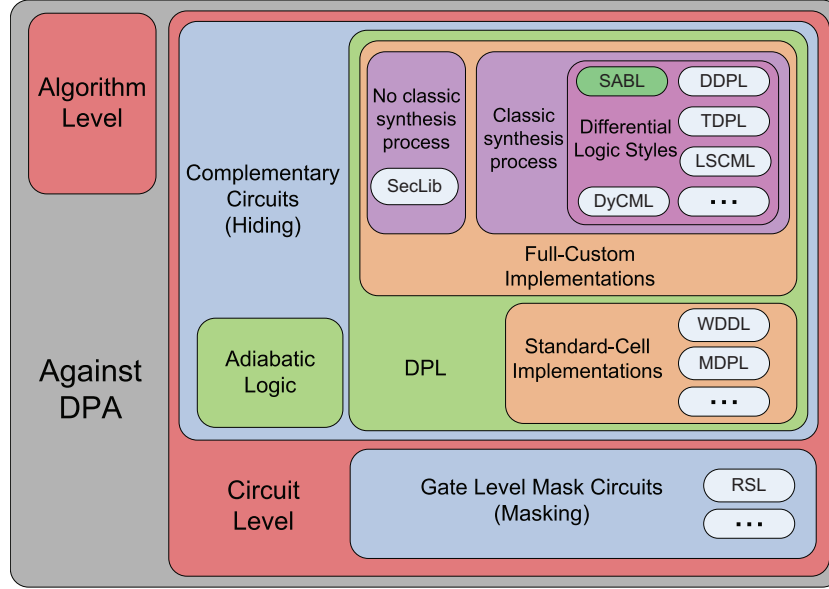 Algorithm
Level
Against
DPA
Circuit
Level
Complementary
Circuits
(Hiding)
Adiabatic
Logic
DPL
No classic
synthesis
process
SecLib
Classic
synthesis
process
SABL
DDPL
TDPL
Differential
Logic Styles
LSCML
DyCML
...
Full-Custom
Implementations
Standard-Cell
Implementations
WDDL
MDPL
...
Gate Level Mask Circuits
(Masking)
RSL
...